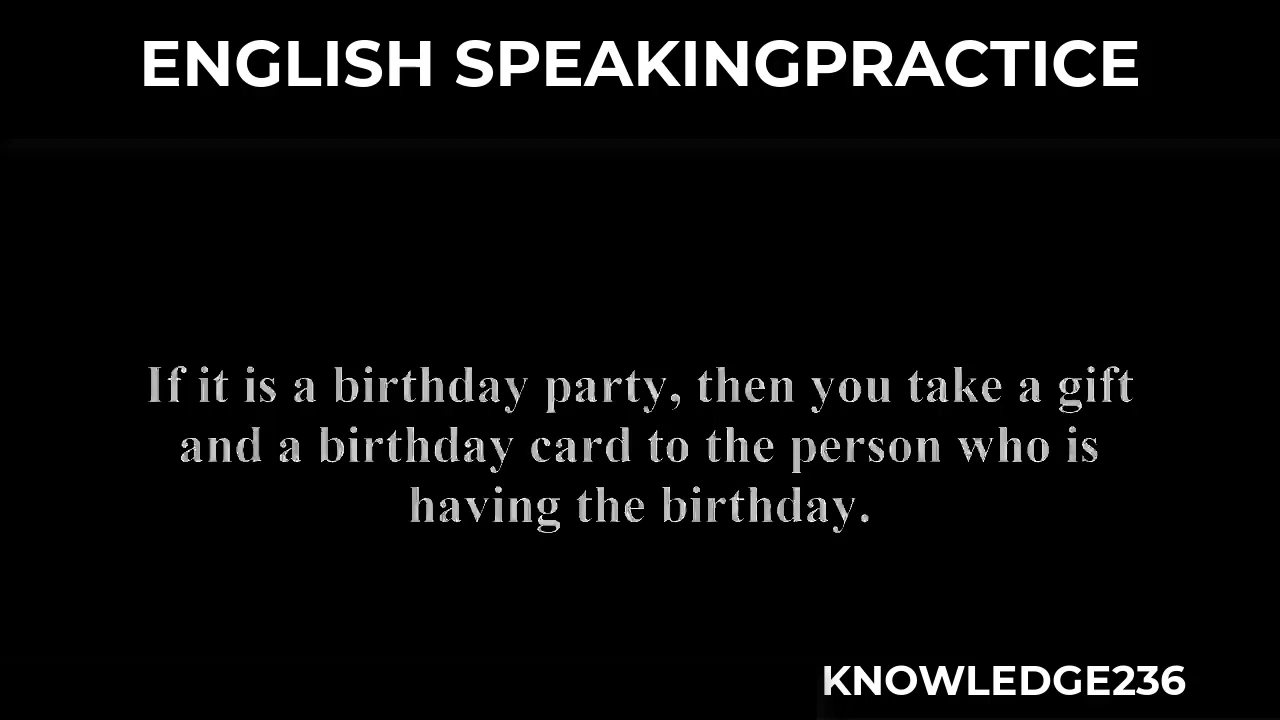 ENGLISH SPEAKINGPRACTICE
If it is a birthday party, then you take a gift
and a birthday card to the person who is
having the birthday.
KNOWLEDGE236